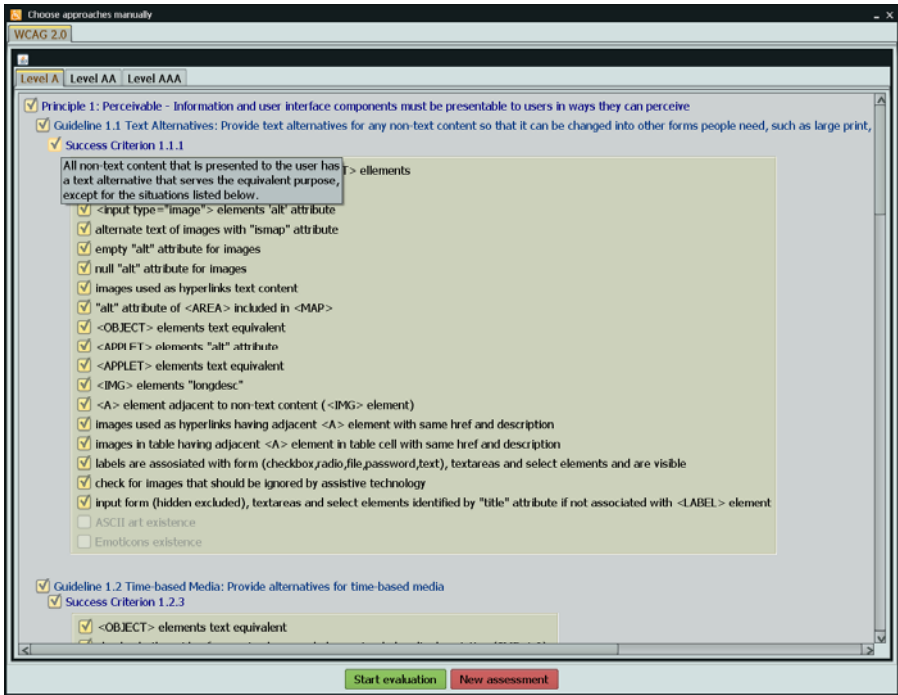 Choose approaches manually
WCAG 2.0
Level A Level AA Level AAA
Principle 1: Perceivable - Information and user interface components must be presentable to users in ways they can perceive
Guideline 1.1 Text Alternatives: Provide text alternatives for any non-text content so that it can be changed into other forms people need, such as large print,
Success Criterion 1.1.1
All non-text content that is presented to the user has
a text alternative that serves the equivalent purpose,
except for the situations listed below.
T> ellements
<input type="image"> elements 'alt' attribute
alternate text of images with "ismap" attribute
empty "alt" attribute for images
null "alt" attribute for images
images used as hyperlinks text content
"alt" attribute of <AREA> included in <MAP>
<OBJECT> elements text equivalent
<APPLET> elements "alt" attribute
<APPLET> elements text equivalent
<IMG> elements "longdesc"
<A> element adjacent to non-text content (<IMG> element)
images used as hyperlinks having adjacent <A> element with same href and description
images in table having adjacent <A> element in table cell with same href and description
labels are assosiated with form (checkbox,radio,file,password,text), textareas and select elements and are visible
check for images that should be ignored by assistive technology
input form (hidden excluded), textareas and select elements identified by "title" attribute if not associated with <LABEL> element
ASCII art existence
Emoticons existence
Guideline 1.2 Time-based Media: Provide alternatives for time-based media
Success Criterion 1.2.3
<OBJECT> elements text equivalent
Start evaluation New assessment